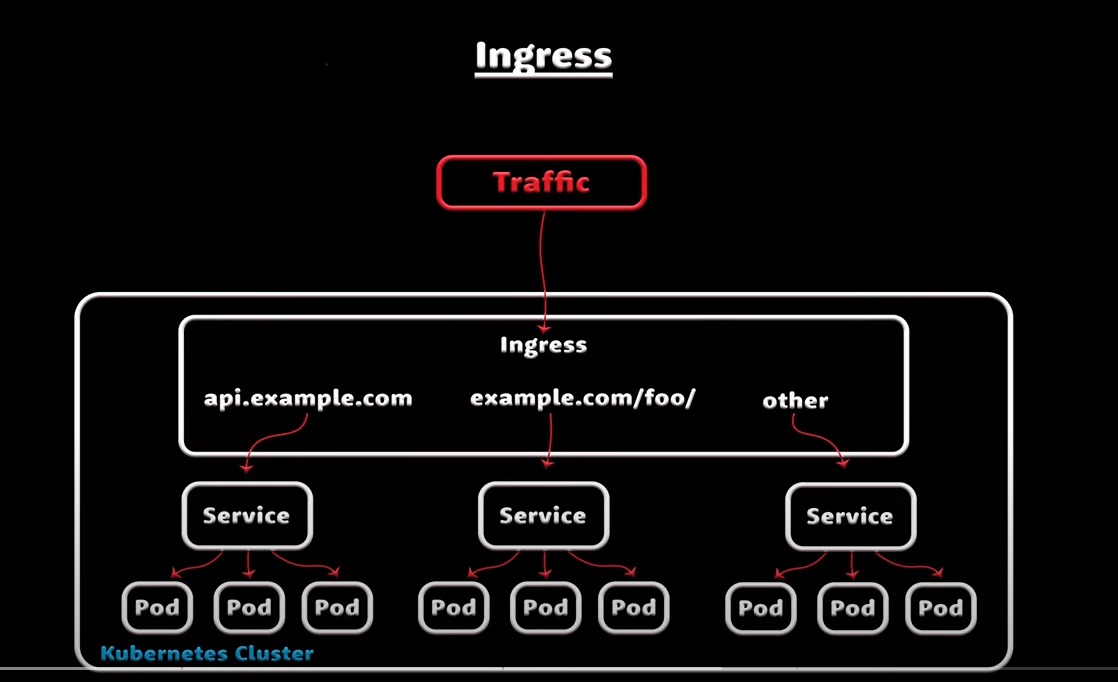 Ingress
Traffic
Ingress
api.example.com example.com/foo/ other
Service Service Service
Pod Pod Pod Pod Pod Pod Pod Pod Pod
Kubernetes Cluster